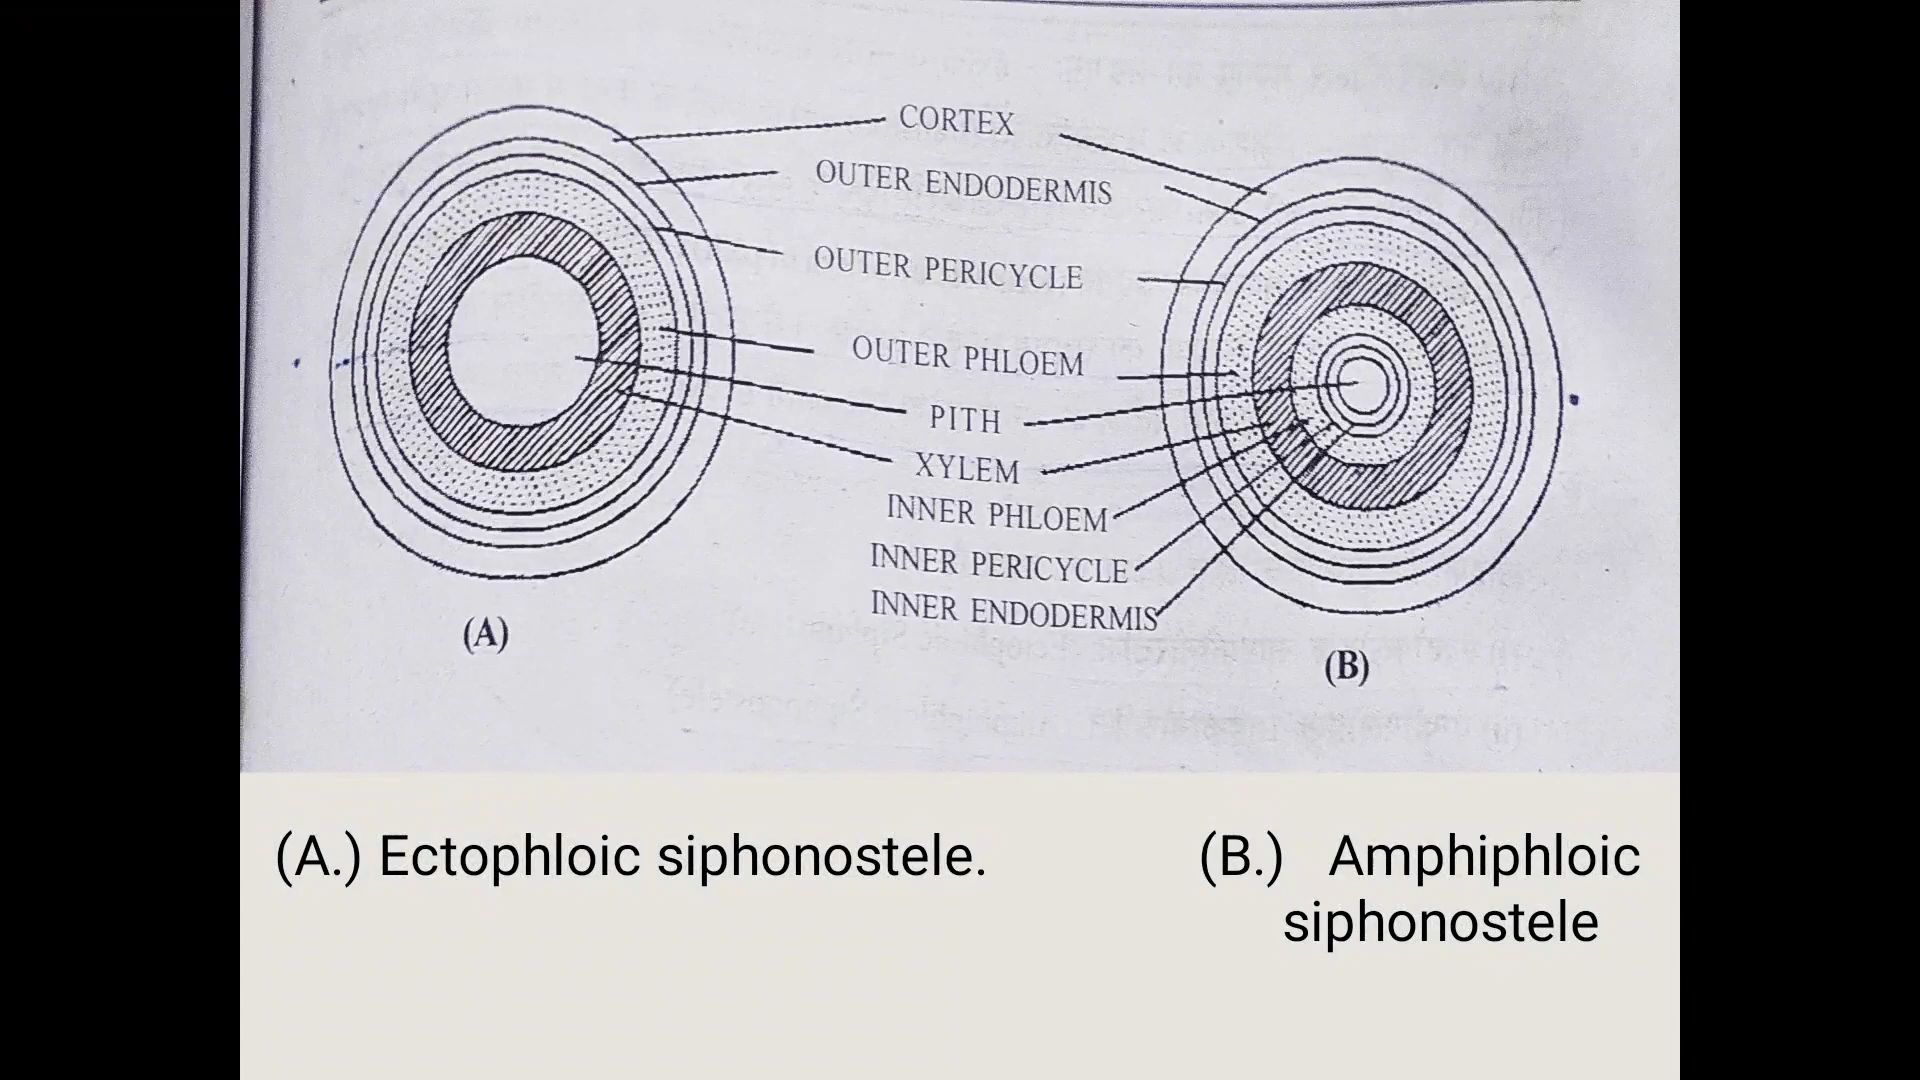 CORTEX
OUTER ENDODERMIS
OUTER PERICYCLE
OUTER PHLOEM
PITH
XYLEM
INNER PHLOEM
INNER PERICYCLE
INNER ENDODERMIS
(A)
(B)
(A.) Ectophloic siphonostele.
(B.) Amphiphloic
siphonostele